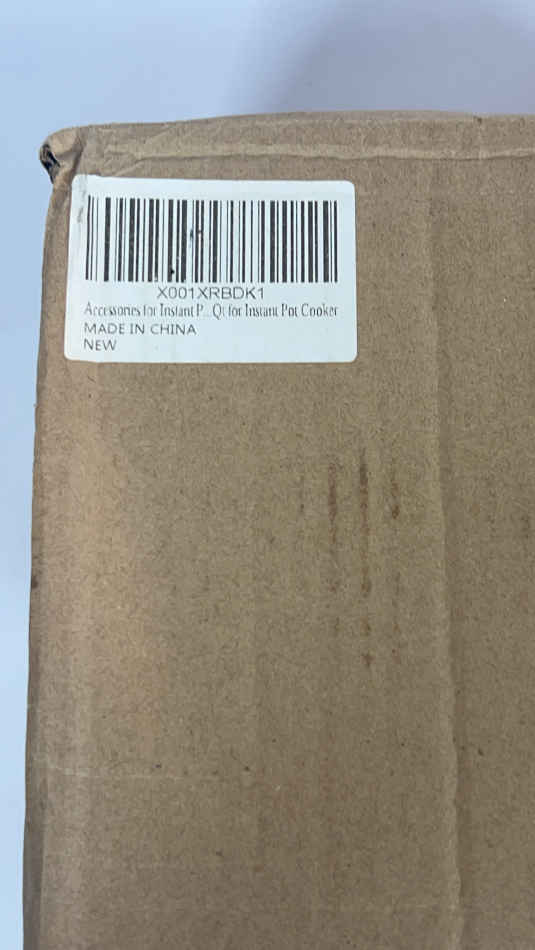 X001XRBDK1
Accessories for Instant P...Qt for Instant Pot Cooker
MADE IN CHINA
NEW